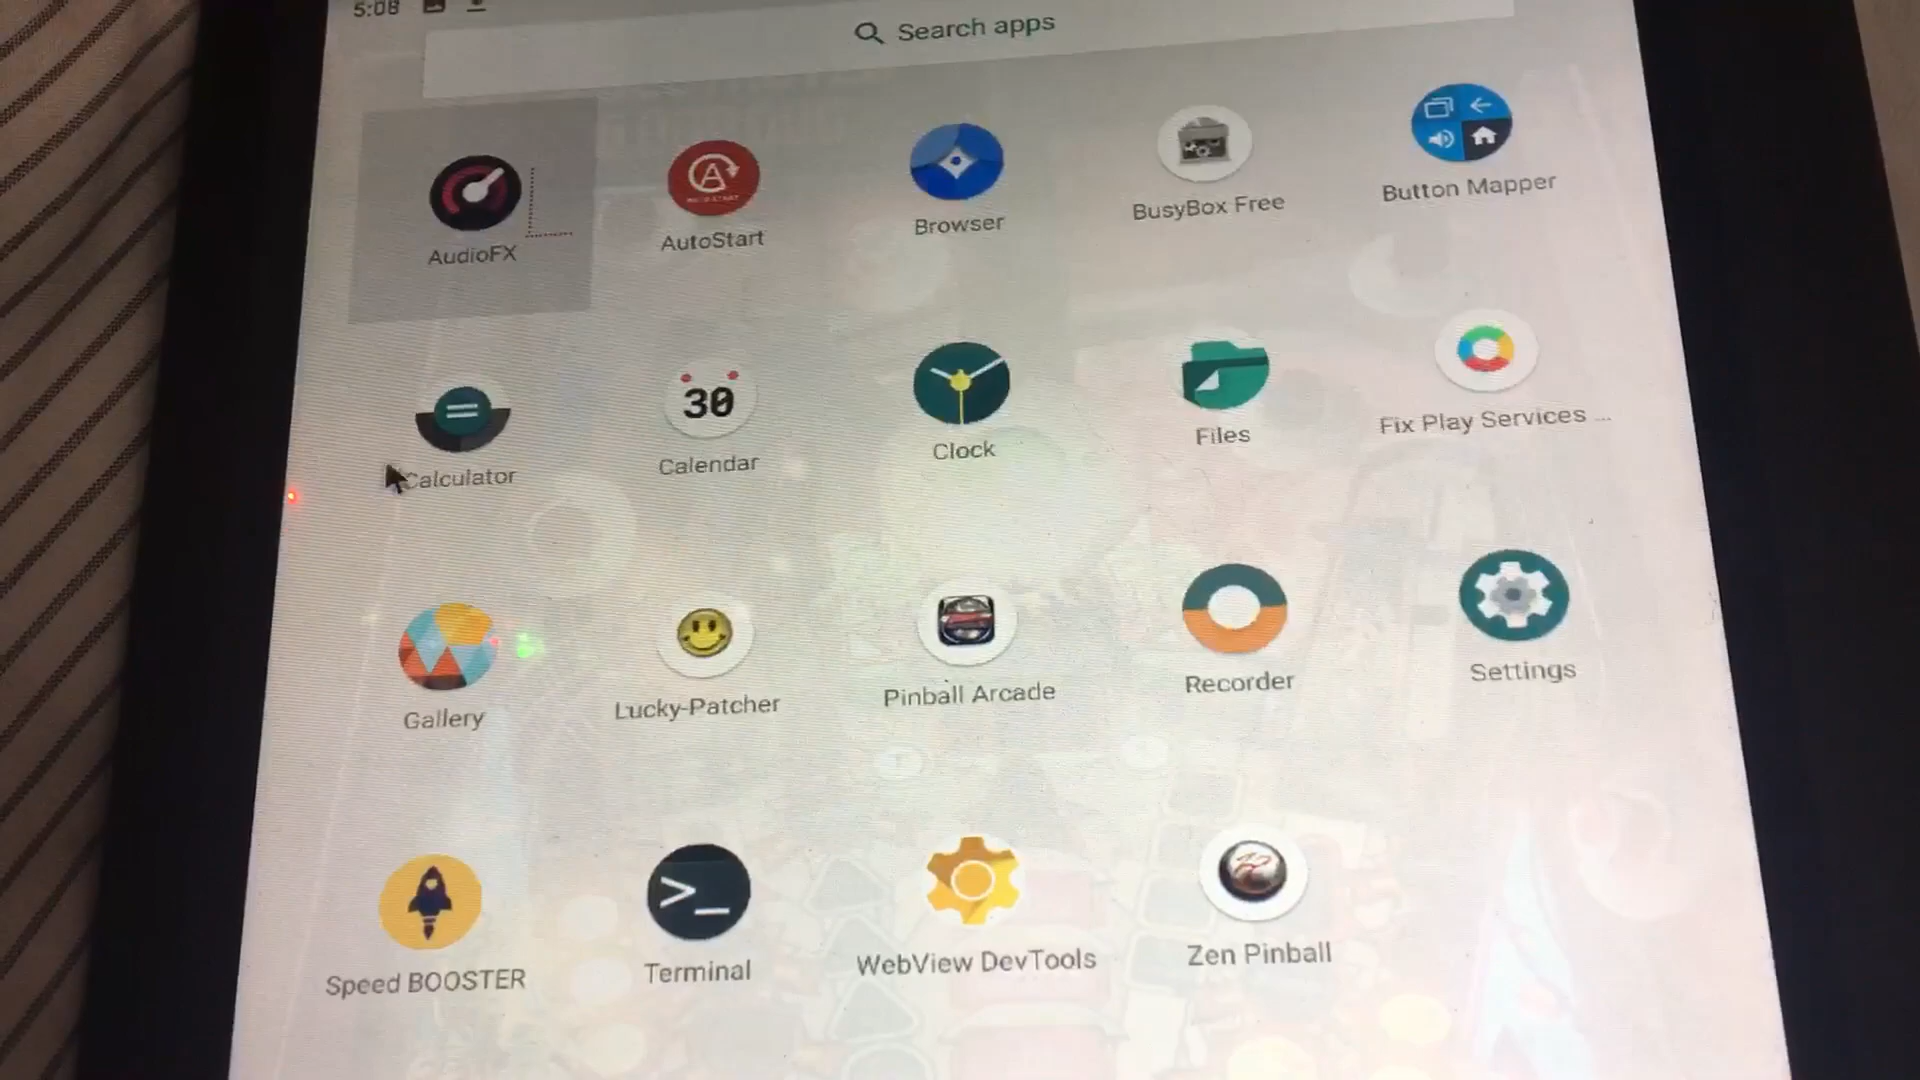 5:08
Search apps
AudioFX
AutoStart
Browser
BusyBox Free
Button Mapper
Calculator
30
Calendar
Clock
Files
Fix Play Services ...
Gallery
Lucky-Patcher
Pinball Arcade
Recorder
Settings
Speed BOOSTER
>_
Terminal
WebView DevTools
Zen Pinball